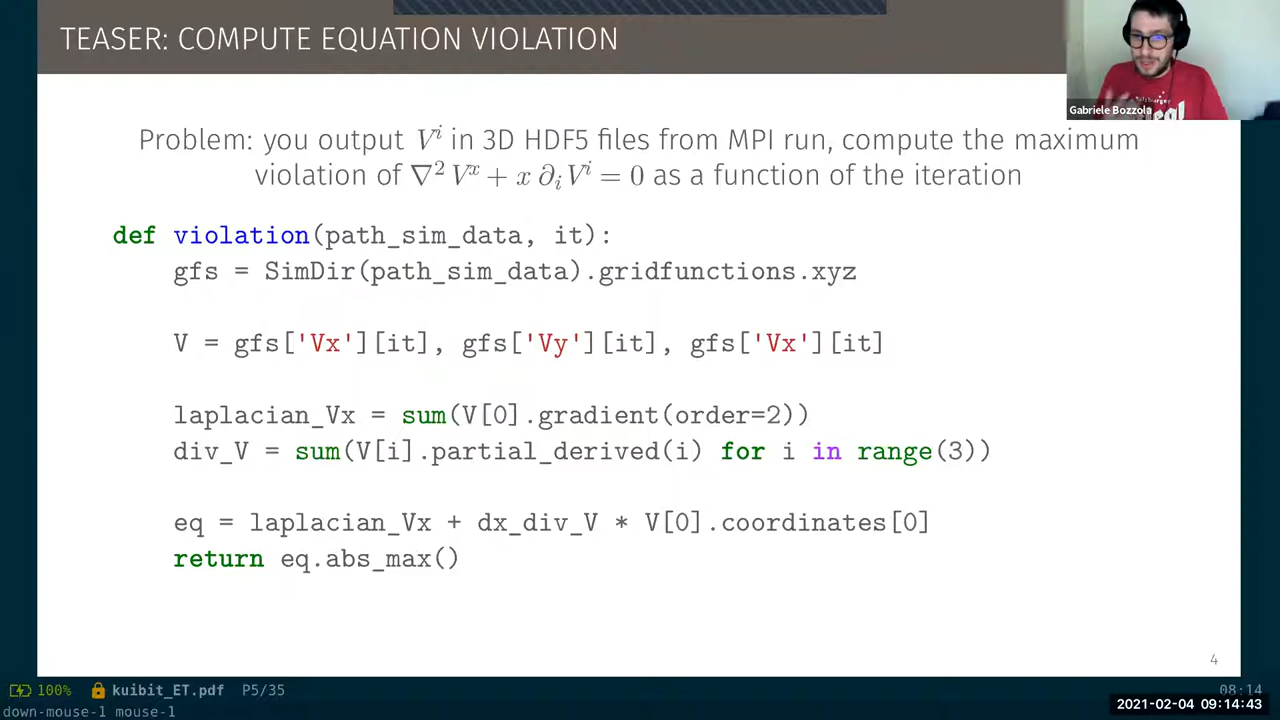 TEASER: COMPUTE EQUATION VIOLATION
Gabriele Bozzola
Problem: you output V^i in 3D HDF5 files from MPI run, compute the maximum
violation of ∇² V^x + x ∂_i V^i = 0 as a function of the iteration
def violation(path_sim_data, it):
gfs = SimDir(path_sim_data).gridfunctions.xyz
V = gfs['Vx'][it], gfs['Vy'][it], gfs['Vx'][it]
laplacian_Vx = sum(V[0].gradient(order=2))
div_V = sum(V[i].partial_derived(i) for i in range(3))
eq = laplacian_Vx + dx_div_V * V[0].coordinates[0]
return eq.abs_max()
4
100% kuibit_ET.pdf P5/35
08:14
down-mouse-1 mouse-1
2021-02-04 09:14:43